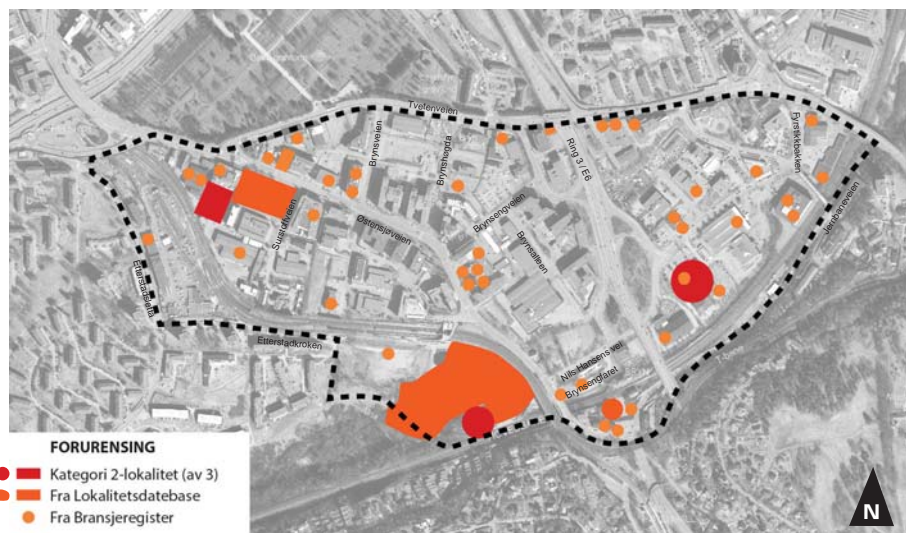 Tvetenveien
Brynsveien
Brynshøgda
Ring 3 / E6
Fyrstikkbakken
Jernbaneveien
Brynsengveien
Østensjøveien
Surstoffveien
Brynsalléen
Etterstadsletta
Etterstadkroken
Nils Hansens vei
Brynsengfaret
FORURENSING
Kategori 2-lokalitet (av 3)
Fra Lokalitetsdatabase
Fra Bransjeregister
N